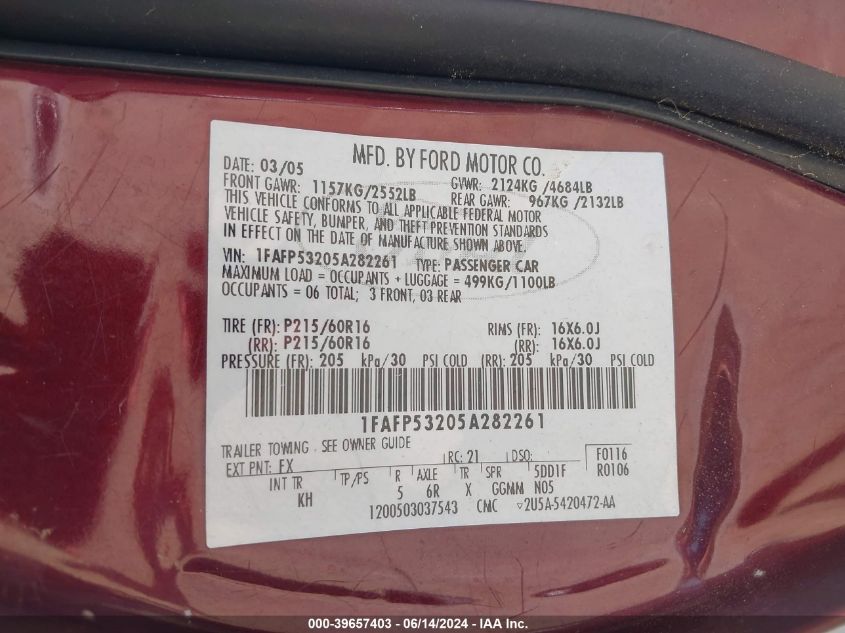 MFD. BY FORD MOTOR CO.
DATE: 03/05 GVWR: 2124KG /4684LB
FRONT GAWR: 1157KG/2552LB REAR GAWR: 967KG /2132LB
THIS VEHICLE CONFORMS TO ALL APPLICABLE FEDERAL MOTOR
VEHICLE SAFETY, BUMPER, AND THEFT PREVENTION STANDARDS
IN EFFECT ON THE DATE OF MANUFACTURE SHOWN ABOVE.
VIN: 1FAFP53205A282261 TYPE: PASSENGER CAR
MAXIMUM LOAD = OCCUPANTS + LUGGAGE = 499KG/1100LB
OCCUPANTS = 06 TOTAL; 3 FRONT, 03 REAR
TIRE (FR): P215/60R16 RINS (FR): 16X6.0J
(RR): P215/60R16 (RR): 16X6.0J
PRESSURE (FR): 205 kPa/30 PSI COLD (RR): 205 kPa/30 PSI COLD
1FAFP53205A282261
TRAILER TOWING - SEE OWNER GUIDE
EXT PNT: FX RC: 21 DSO: F0116
R0106
INT TR TP/PS R AXLE TR SPR 5DD1F
KH 5 6R X GGMM N05
1200503037543 CMC ▽2U5A-5420472-AA
000-39657403 - 06/14/2024 - IAA Inc.